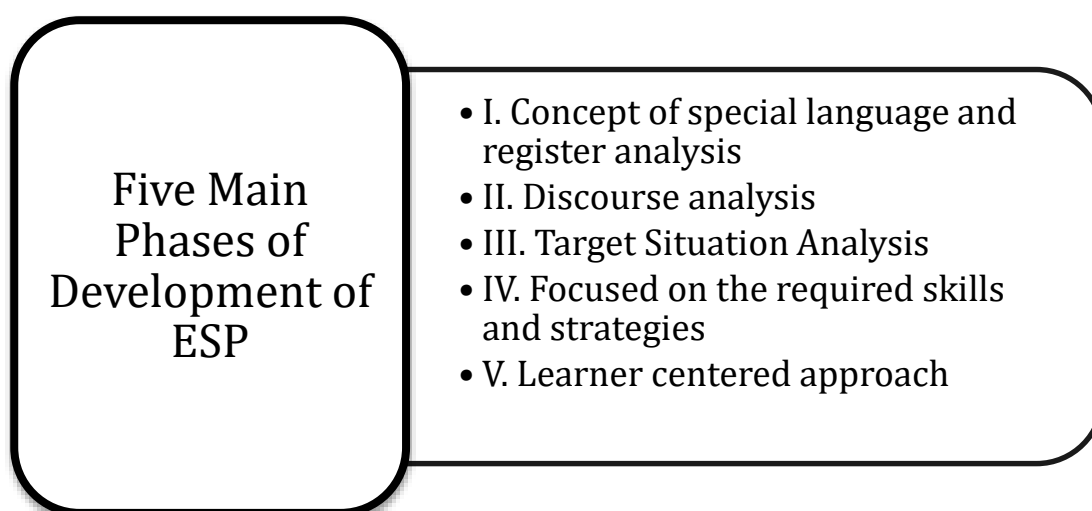 Five Main
Phases of
Development of
ESP
• I. Concept of special language and
register analysis
• II. Discourse analysis
• III. Target Situation Analysis
• IV. Focused on the required skills
and strategies
• V. Learner centered approach